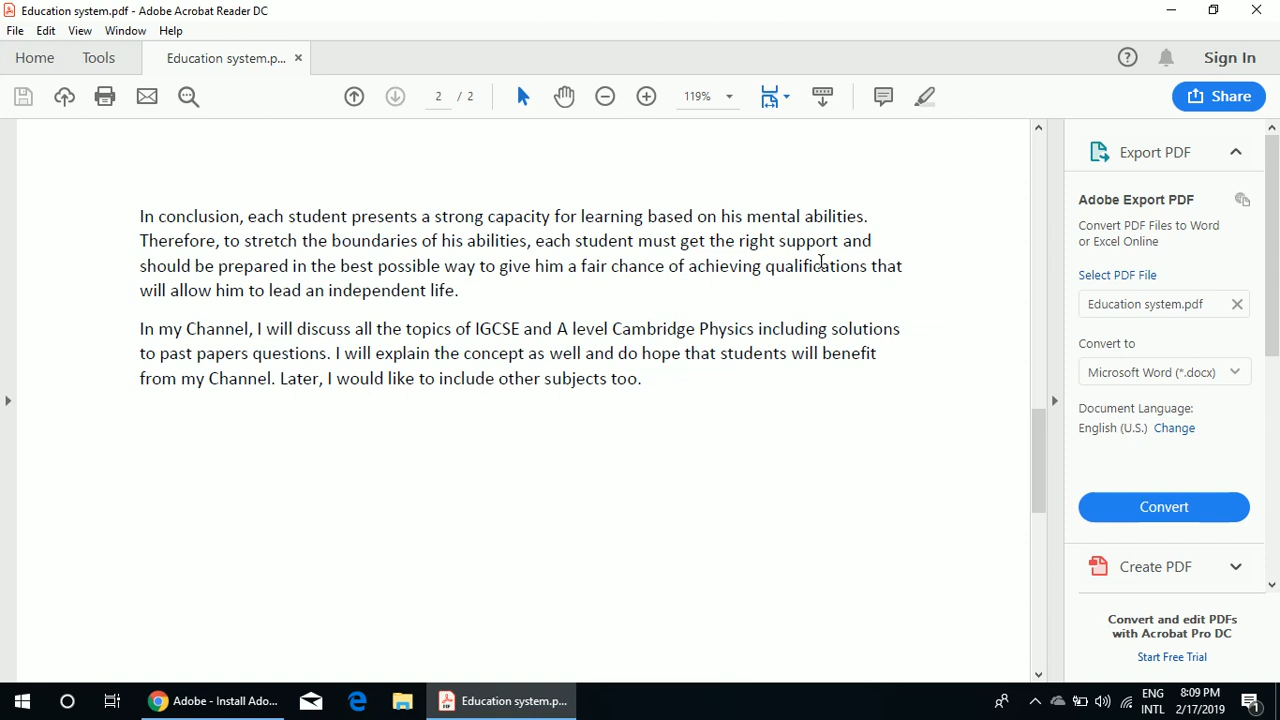 Education system.pdf - Adobe Acrobat Reader DC
File Edit View Window Help
Home Tools Education system.p... Sign In
2 / 2 119% Share
In conclusion, each student presents a strong capacity for learning based on his mental abilities.
Therefore, to stretch the boundaries of his abilities, each student must get the right support and
should be prepared in the best possible way to give him a fair chance of achieving qualifications that
will allow him to lead an independent life.
In my Channel, I will discuss all the topics of IGCSE and A level Cambridge Physics including solutions
to past papers questions. I will explain the concept as well and do hope that students will benefit
from my Channel. Later, I would like to include other subjects too.
Export PDF
Adobe Export PDF
Convert PDF Files to Word
or Excel Online
Select PDF File
Education system.pdf
Convert to
Microsoft Word (*.docx)
Document Language:
English (U.S.) Change
Convert
Create PDF
Convert and edit PDFs
with Acrobat Pro DC
Start Free Trial
Adobe - Install Ado...
Education system.p...
ENG
INTL
8:09 PM
2/17/2019
1